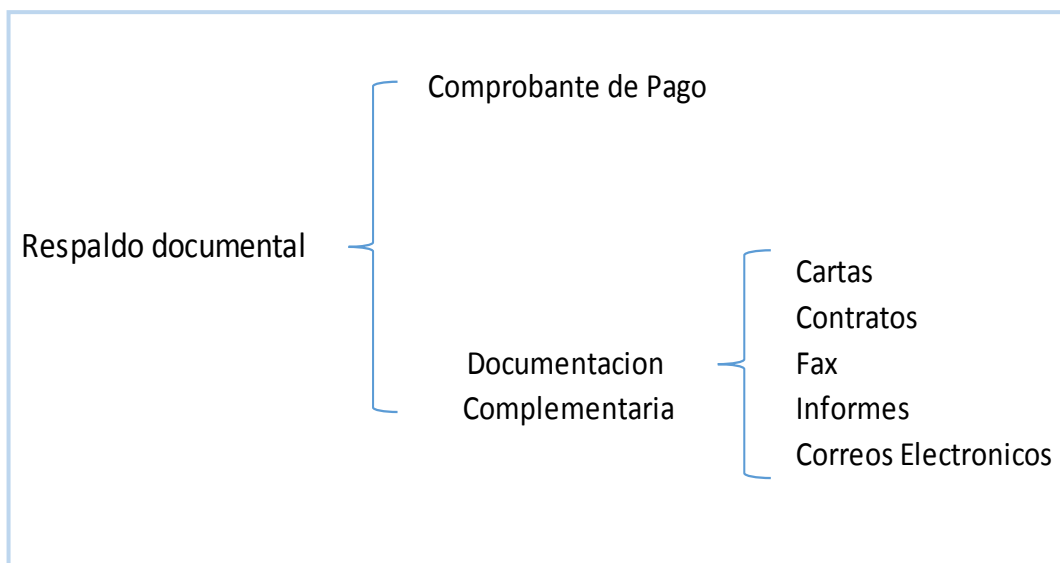 Comprobante de Pago
Respaldo documental
Documentacion
Complementaria
Cartas
Contratos
Fax
Informes
Correos Electronicos